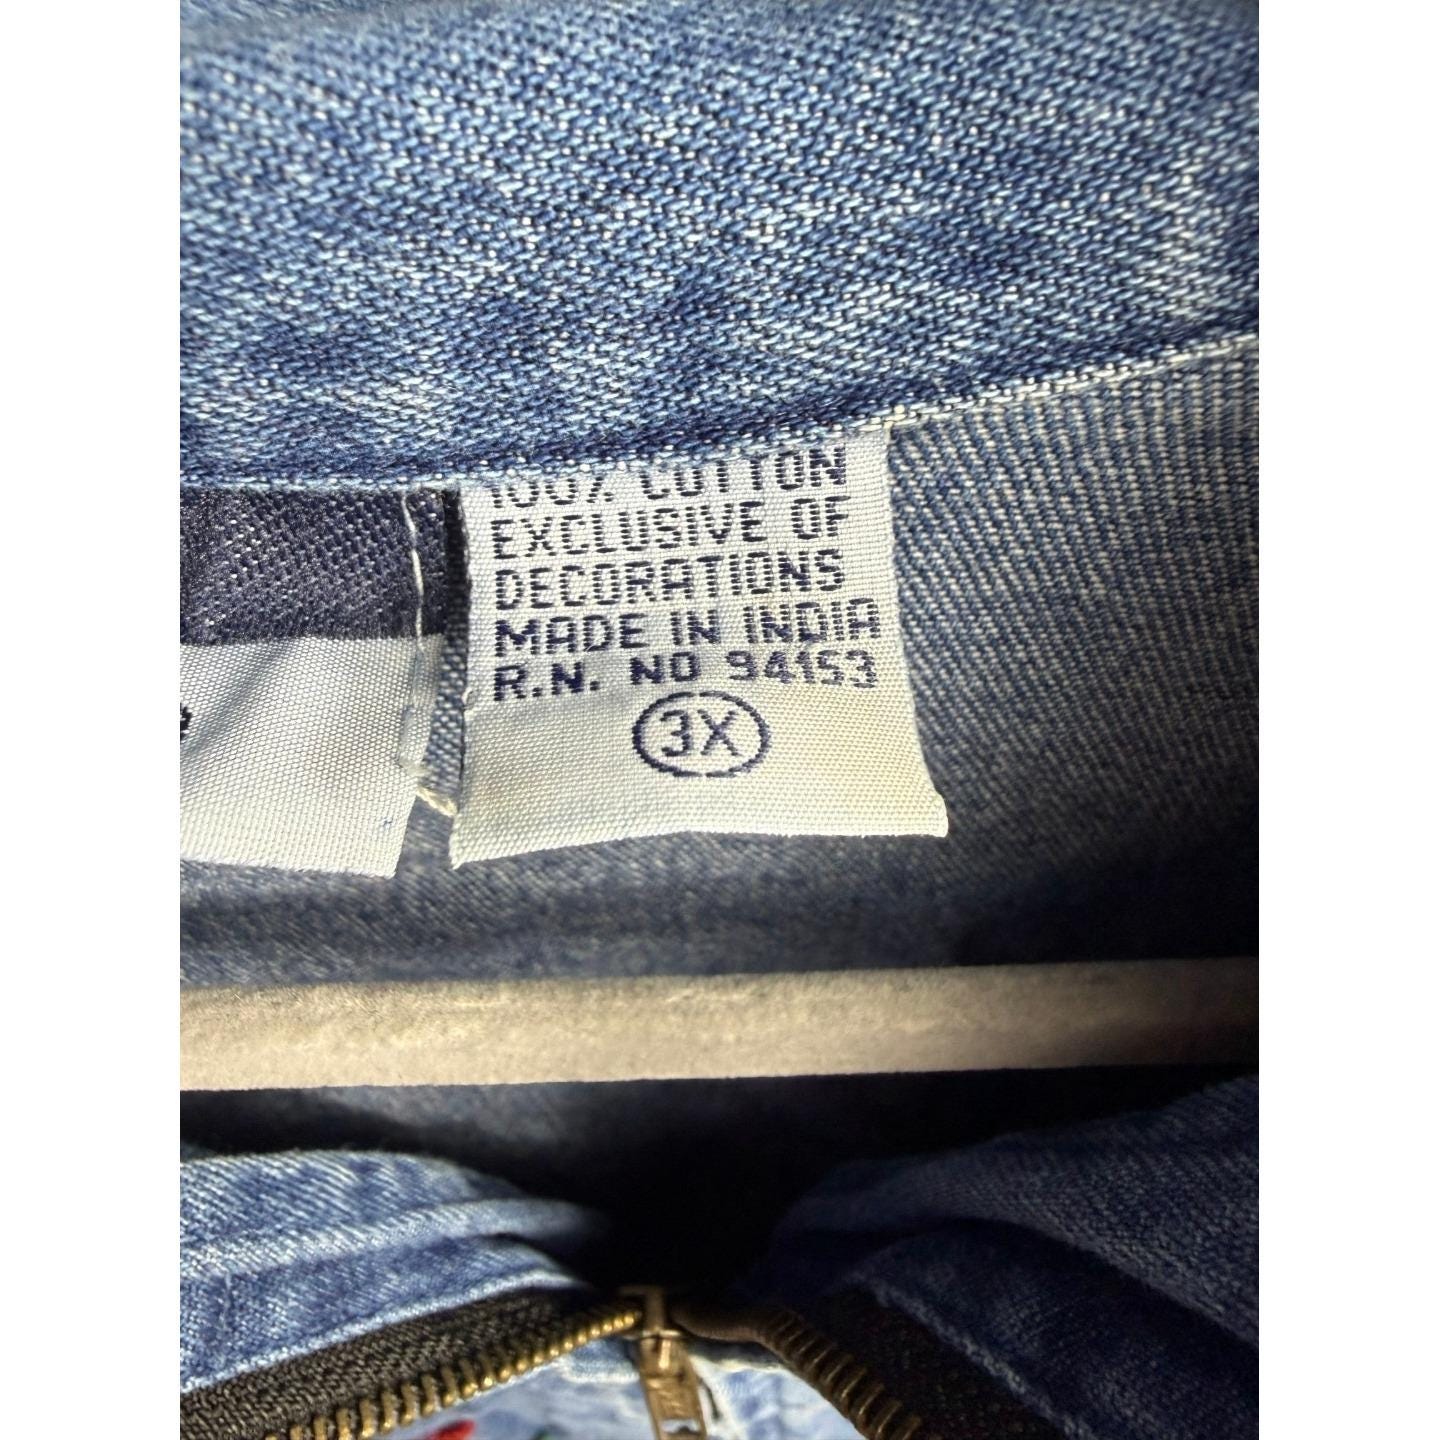 100% COTTON
EXCLUSIVE OF
DECORATIONS
MADE IN INDIA
R.N. NO 94153
3X